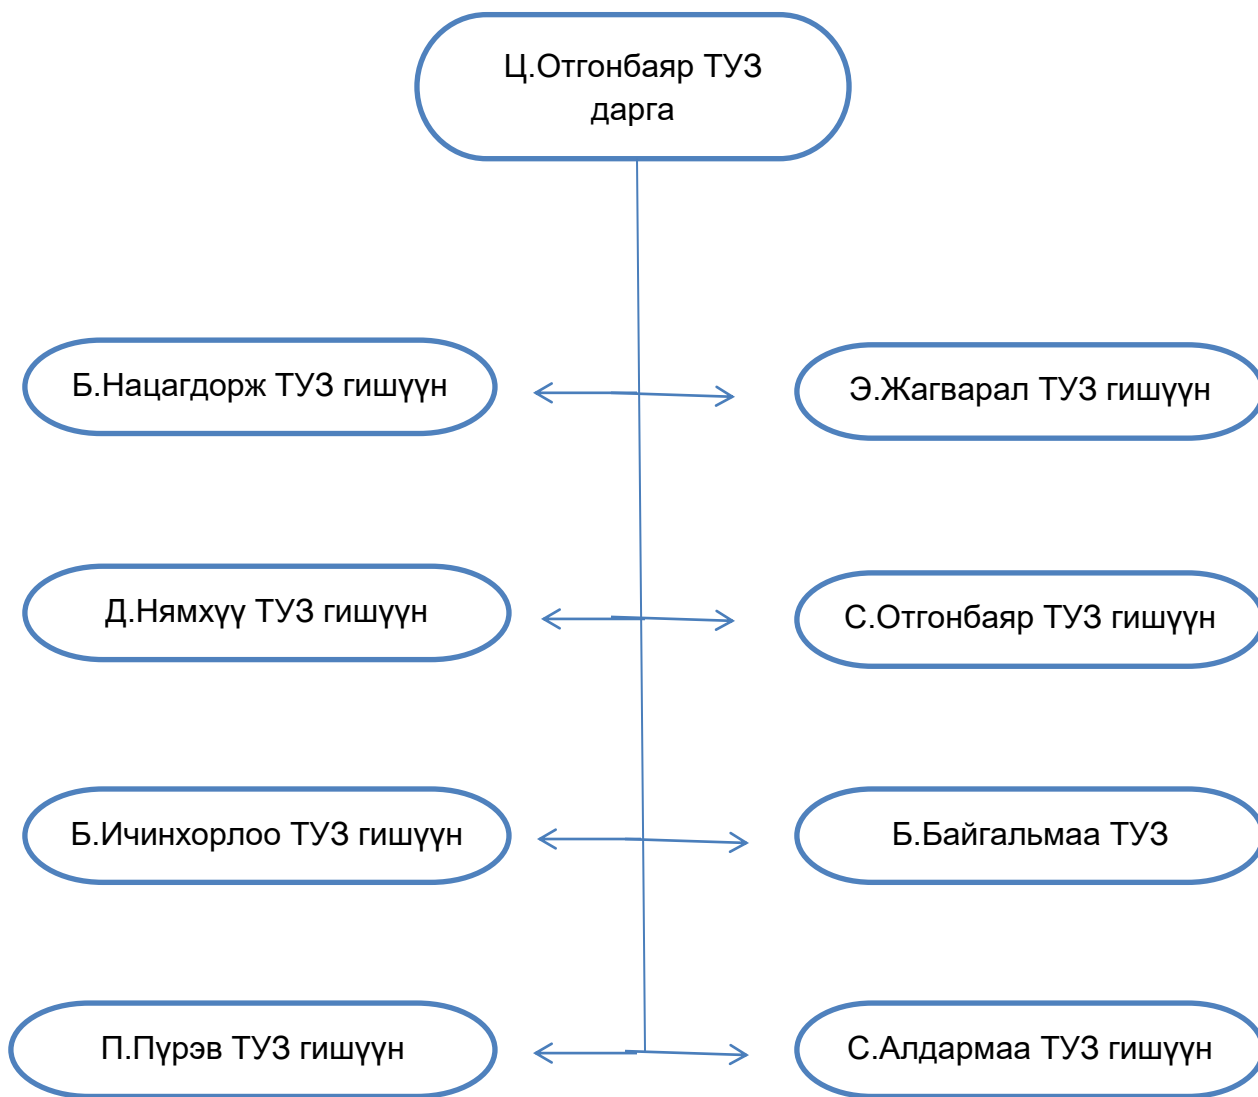 Ц.Отгонбаяр ТУЗ
дарга
Б.Нацагдорж ТУЗ гишүүн
Э.Жагварал ТУЗ гишүүн
Д.Нямхүү ТУЗ гишүүн
С.Отгонбаяр ТУЗ гишүүн
Б.Ичинхорлоо ТУЗ гишүүн
Б.Байгальмаа ТУЗ
П.Пүрэв ТУЗ гишүүн
С.Алдармаа ТУЗ гишүүн